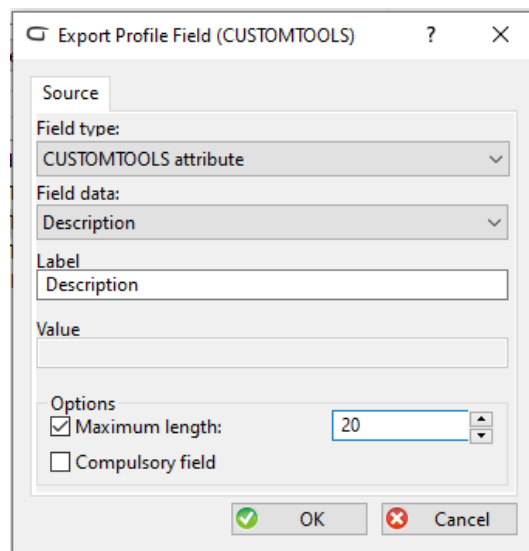 Export Profile Field (CUSTOMTOOLS) ?
Source
Field type:
CUSTOMTOOLS attribute
Field data:
Description
Label
Description
Value
Options
Maximum length: 20
Compulsory field
OK Cancel